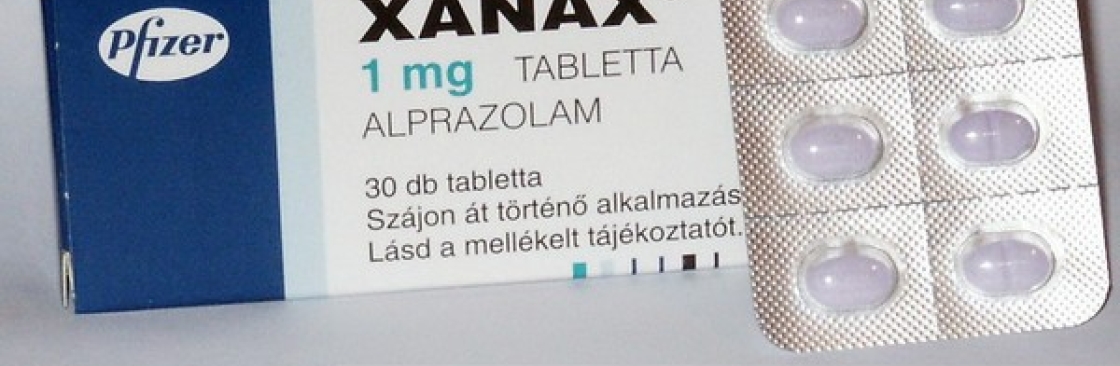 Pfizer
XANAX
1 mg TABLETTA
ALPRAZOLAM
30 db tabletta
Szájon át történő alkalmazás
Lásd a mellékelt tájékoztatót.